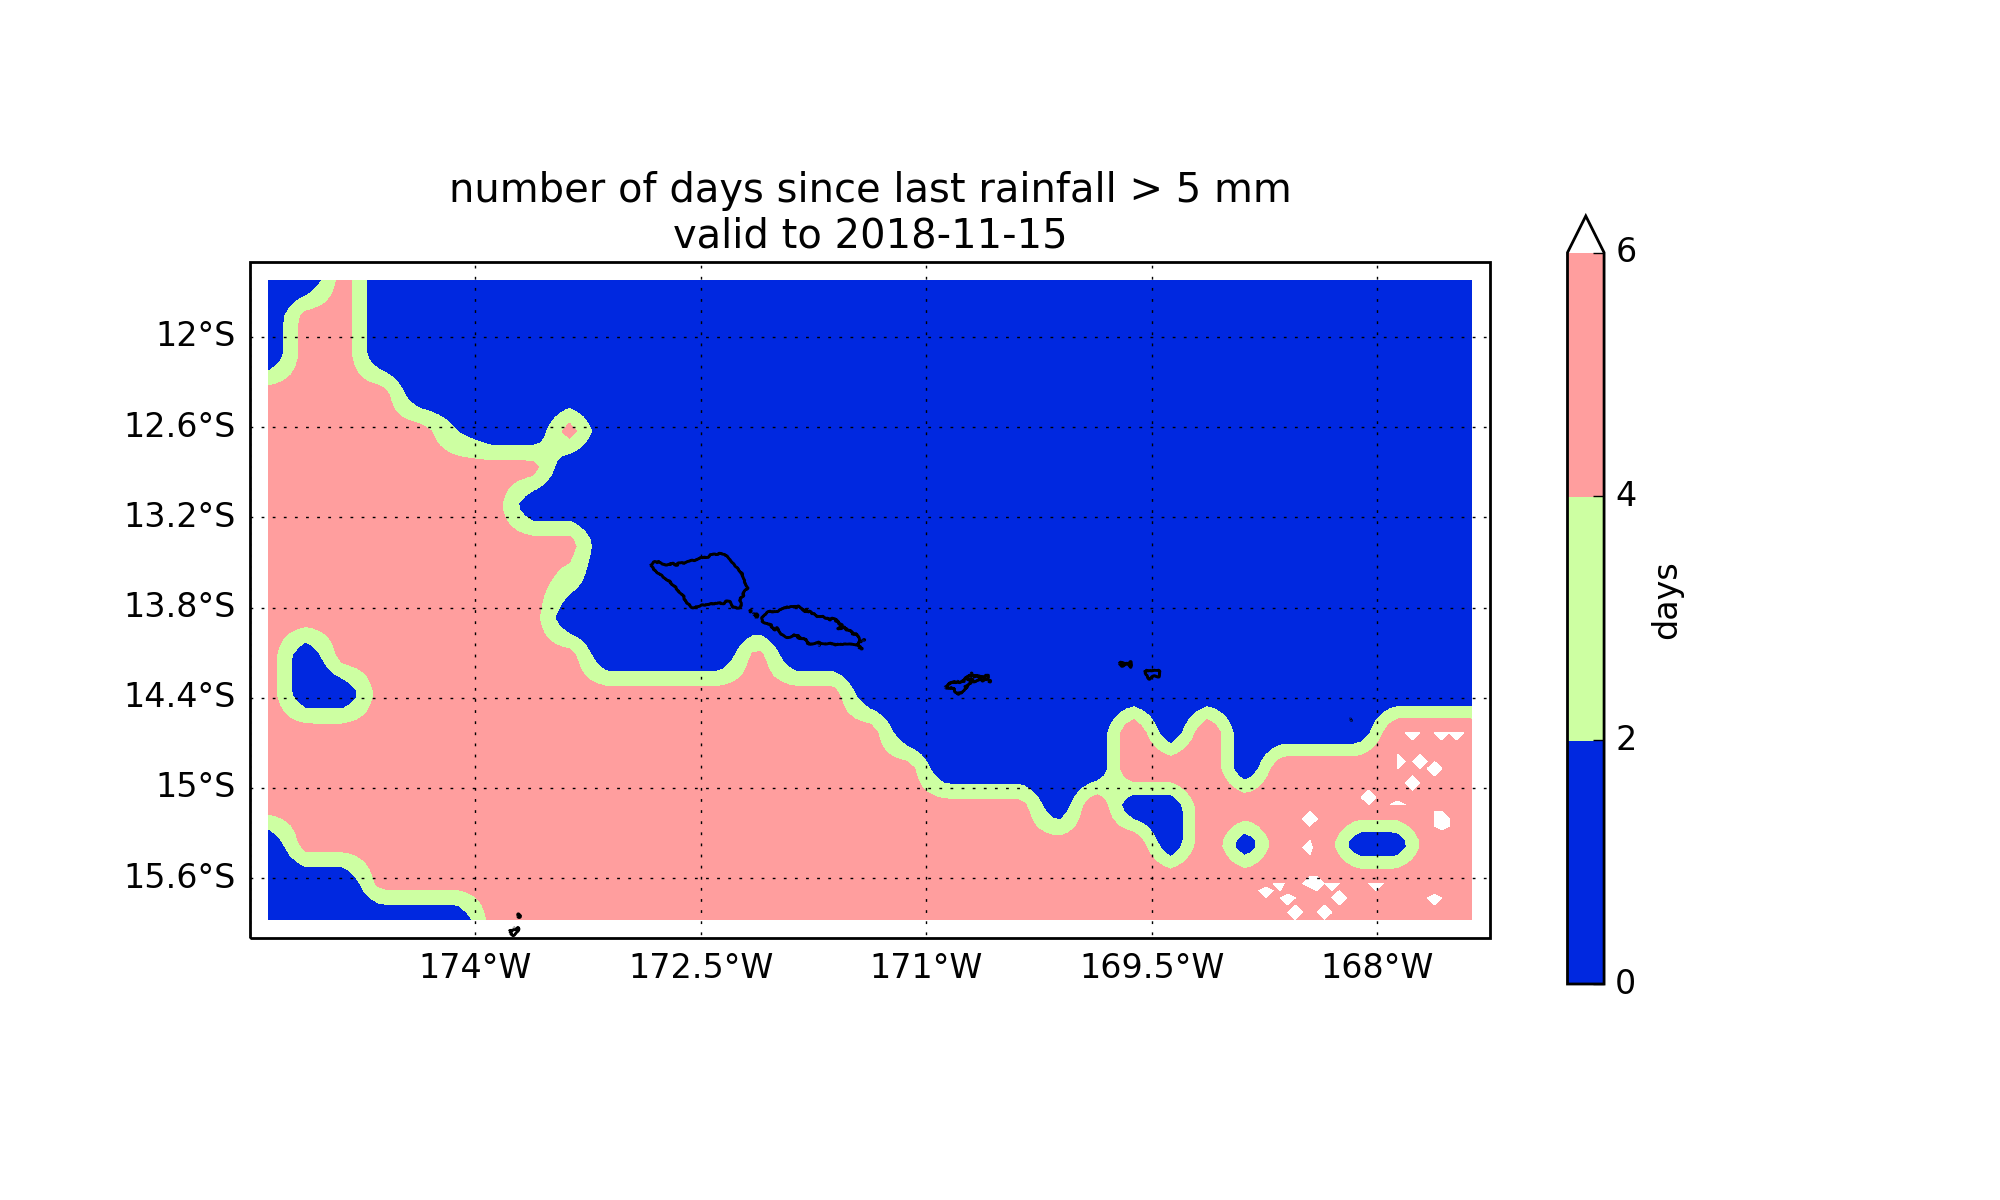 number of days since last rainfall > 5 mm
valid to 2018-11-15
12°S
12.6°S
13.2°S
13.8°S
14.4°S
15°S
15.6°S
174°W
172.5°W
171°W
169.5°W
168°W
6
4
2
0
days